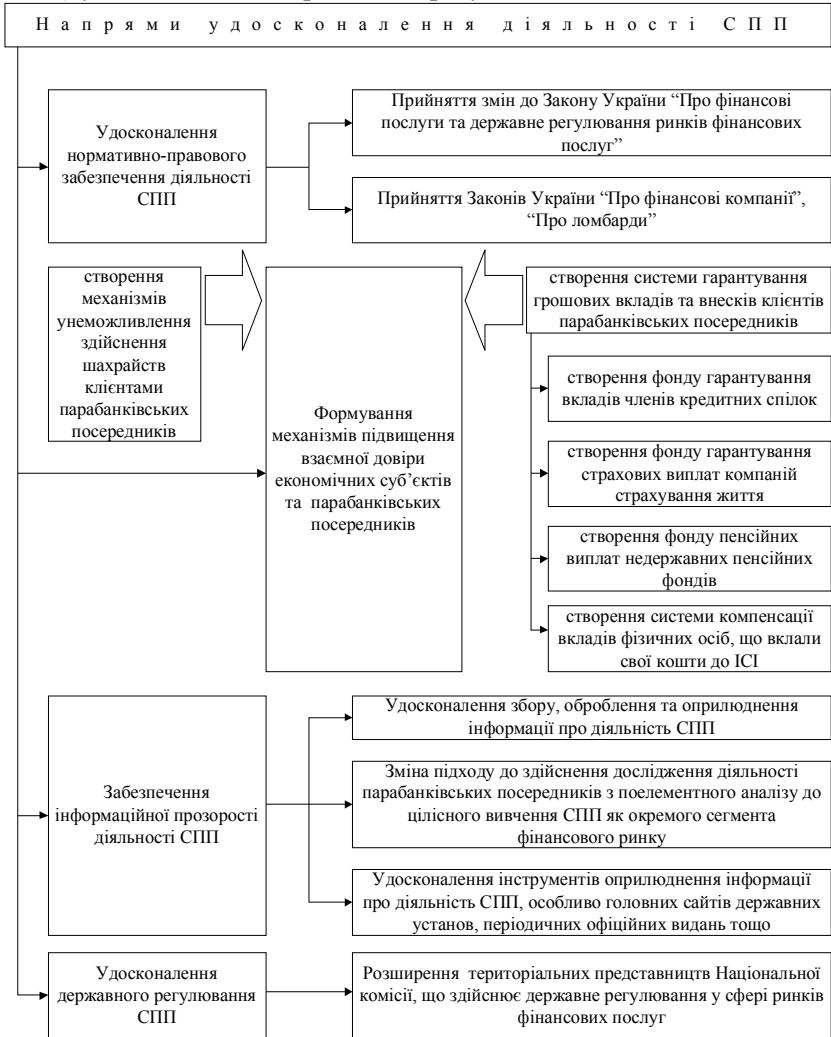 Н а п р я м и у д о с к о н а л е н н я д і я л ь н о с т і С П П
Удосконалення
нормативно-правового
забезпечення діяльності
СПП
Прийняття змін до Закону України “Про фінансові
послуги та державне регулювання ринків фінансових
послуг”
Прийняття Законів України “Про фінансові компанії”,
“Про ломбарди”
створення
механізмів
унеможливлення
здійснення
шахрайств
клієнтами
парабанківських
посередників
Формування
механізмів підвищення
взаємної довіри
економічних суб’єктів
та парабанківських
посередників
створення системи гарантування
грошових вкладів та внесків клієнтів
парабанківських посередників
створення фонду гарантування
вкладів членів кредитних спілок
створення фонду гарантування
страхових виплат компаній
страхування життя
створення фонду пенсійних
виплат недержавних пенсійних
фондів
створення системи компенсації
вкладів фізичних осіб, що вклали
свої кошти до ІСІ
Забезпечення
інформаційної прозорості
діяльності СПП
Удосконалення збору, оброблення та оприлюднення
інформації про діяльність СПП
Зміна підходу до здійснення дослідження діяльності
парабанківських посередників з поелементного аналізу до
цілісного вивчення СПП як окремого сегмента
фінансового ринку
Удосконалення інструментів оприлюднення інформації
про діяльність СПП, особливо головних сайтів державних
установ, періодичних офіційних видань тощо
Удосконалення
державного регулювання
СПП
Розширення територіальних представництв Національної
комісії, що здійснює державне регулювання у сфері ринків
фінансових послуг